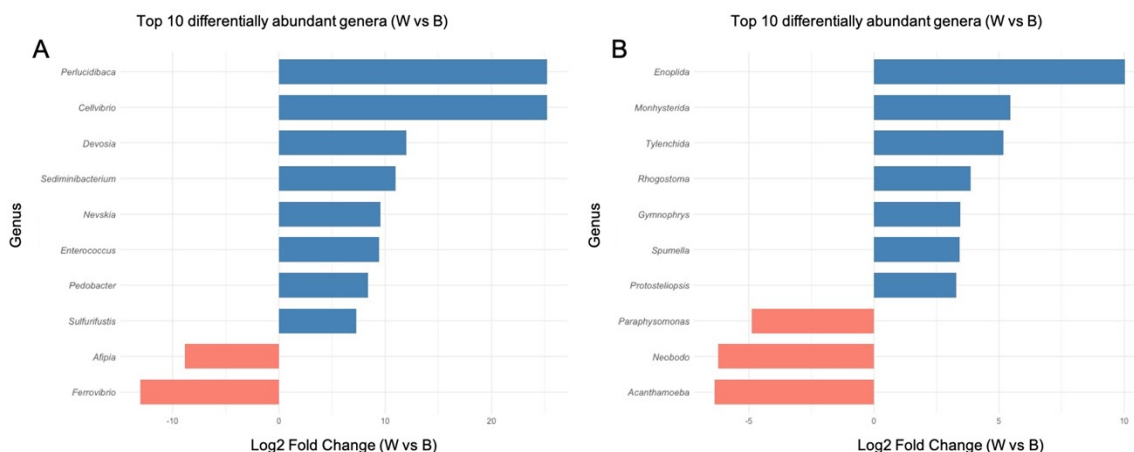 Top 10 differentially abundant genera (W vs B)
A
Perlucidibaca
Cellvibrio
Devosia
Sediminibacterium
Nevskia
Enterococcus
Pedobacter
Sulfurifustis
Afipia
Ferrovibrio
Genus
-10 0 10 20
Log2 Fold Change (W vs B)
Top 10 differentially abundant genera (W vs B)
B
Enoplida
Monhysterida
Tylenchida
Rhogostoma
Gymnophrys
Spumella
Protosteliopsis
Paraphysomonas
Neobodo
Acanthamoeba
Genus
-5 0 5 10
Log2 Fold Change (W vs B)